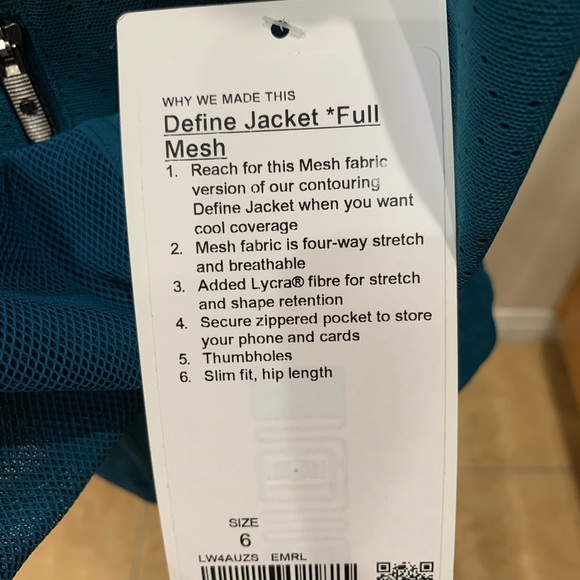 WHY WE MADE THIS
Define Jacket *Full
Mesh
1. Reach for this Mesh fabric
version of our contouring
Define Jacket when you want
cool coverage
2. Mesh fabric is four-way stretch
and breathable
3. Added Lycra® fibre for stretch
and shape retention
4. Secure zippered pocket to store
your phone and cards
5. Thumbholes
6. Slim fit, hip length
SIZE
6
LW4AUZS EMRL